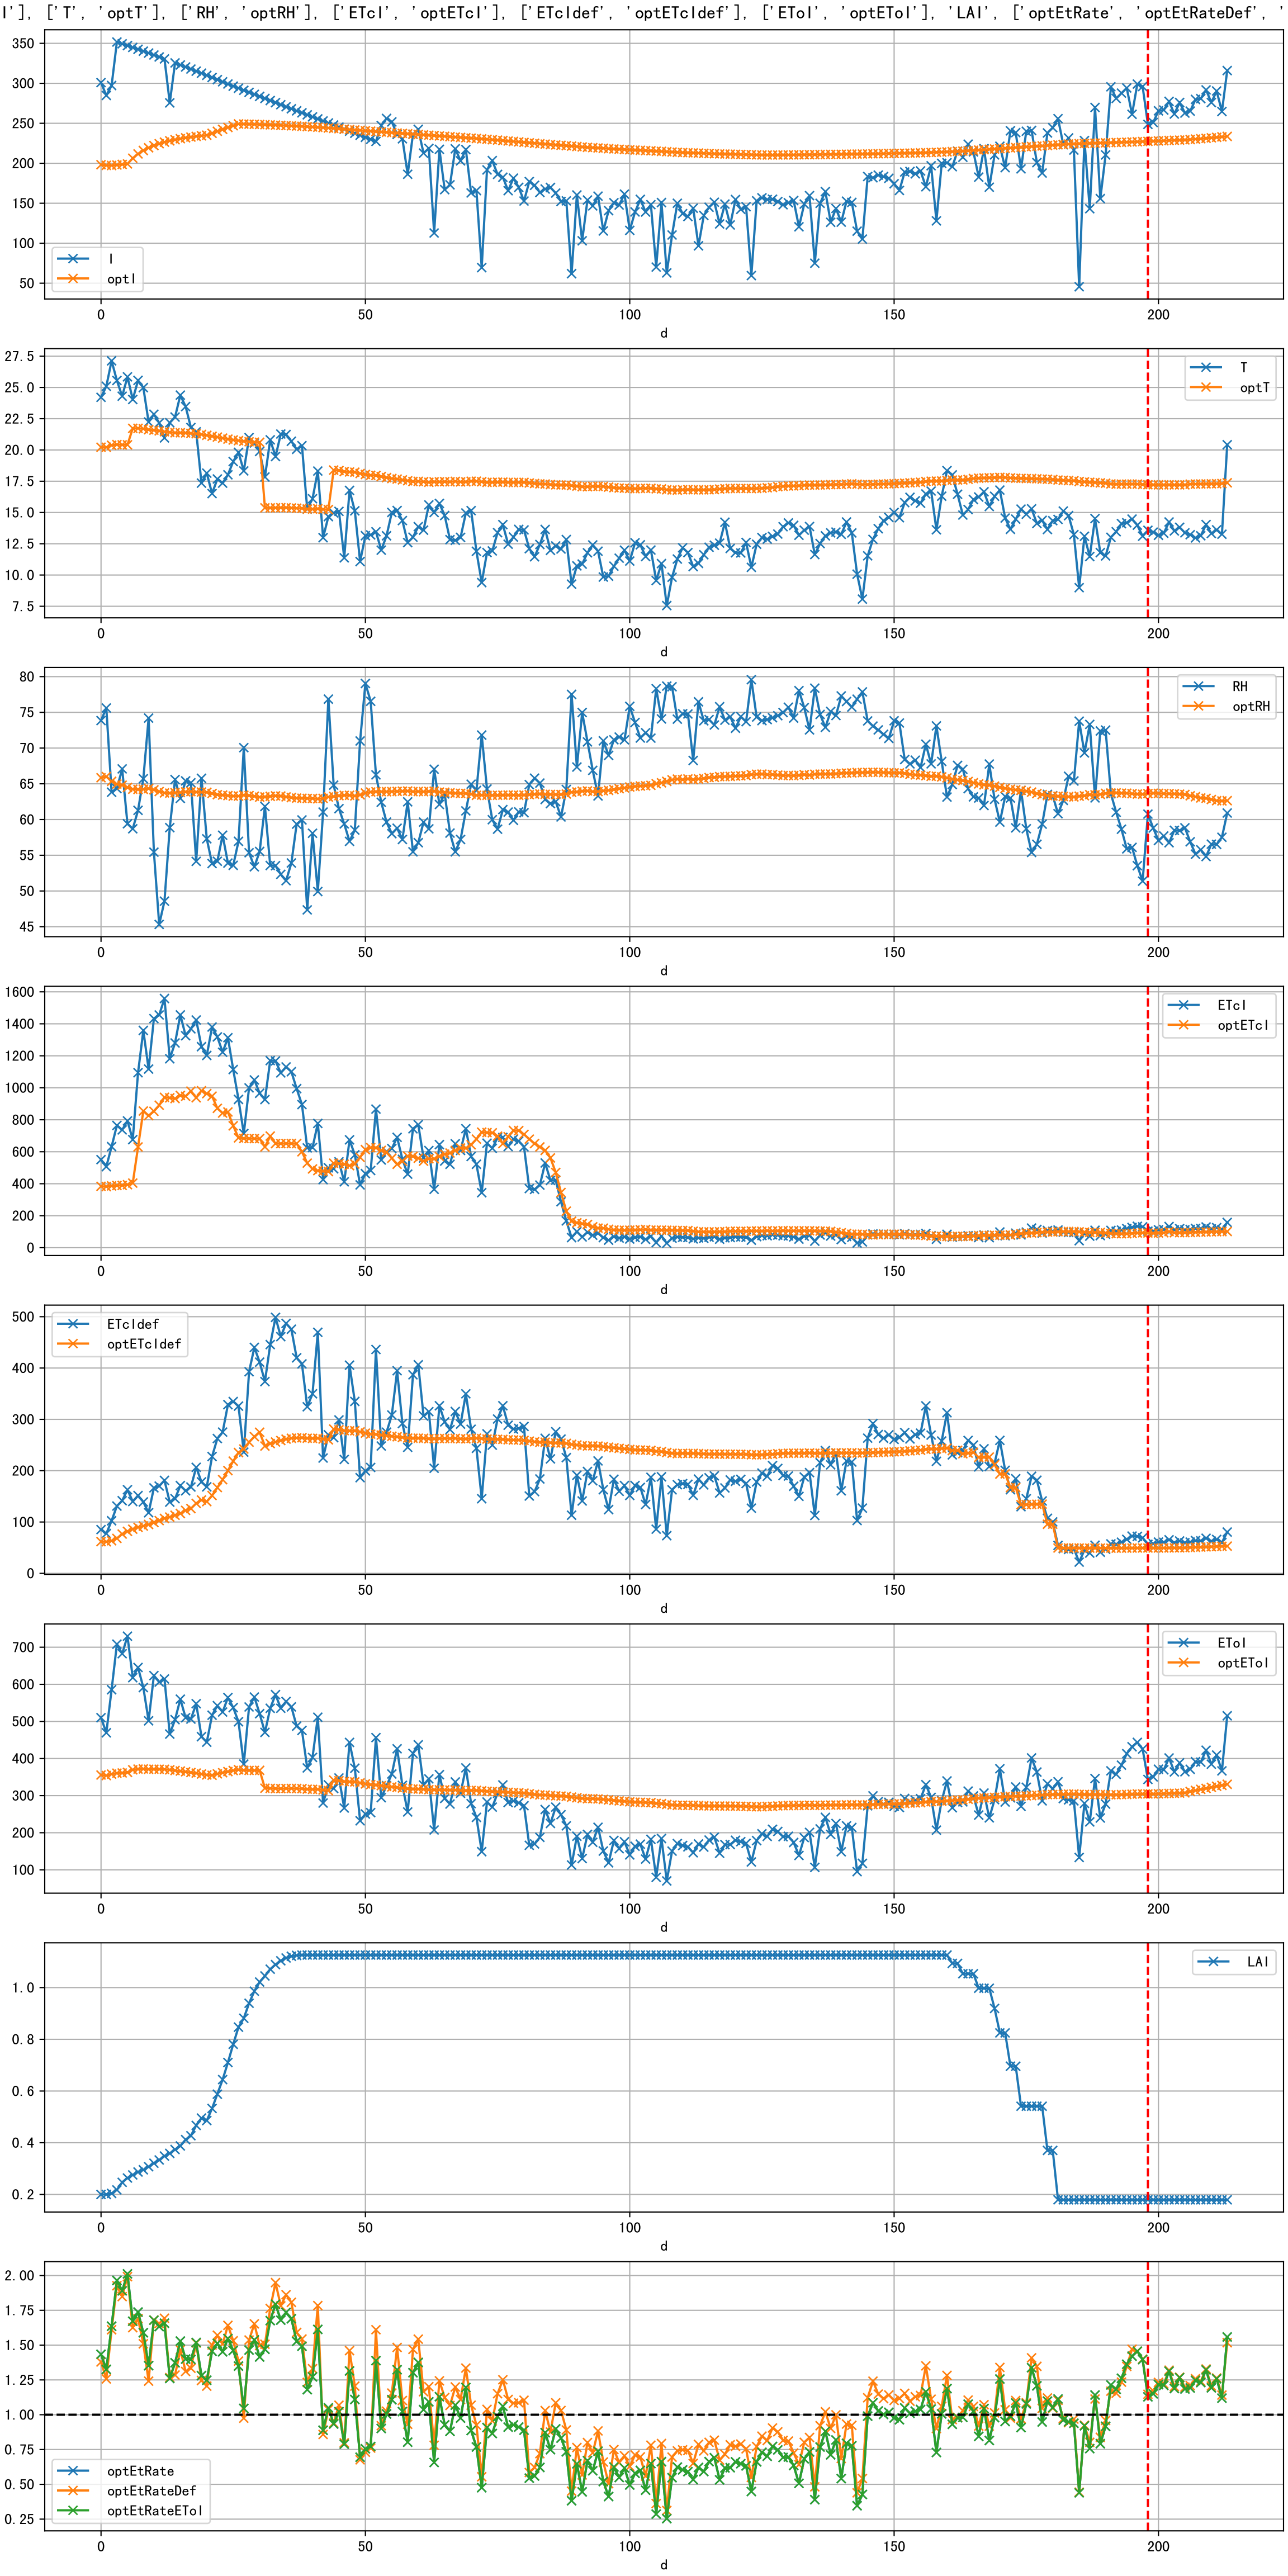 I'], ['T', 'optT'], ['RH', 'optRH'], ['ETcI', 'optETcI'], ['ETcIdef', 'optETcIdef'], ['EToI', 'optEToI'], 'LAI', ['optEtRate', 'optEtRateDef', '
350
300
250
200
150
100
50
I
optI
0 50 100 150 200
d
27.5
25.0
22.5
20.0
17.5
15.0
12.5
10.0
7.5
T
optT
0 50 100 150 200
d
80
75
70
65
60
55
50
45
RH
optRH
0 50 100 150 200
d
1600
1400
1200
1000
800
600
400
200
0
ETcI
optETcI
0 50 100 150 200
d
500
400
300
200
100
0
ETcIdef
optETcIdef
0 50 100 150 200
d
700
600
500
400
300
200
100
EToI
optEToI
0 50 100 150 200
d
1.0
0.8
0.6
0.4
0.2
LAI
0 50 100 150 200
d
2.00
1.75
1.50
1.25
1.00
0.75
0.50
0.25
optEtRate
optEtRateDef
optEtRateEToI
0 50 100 150 200
d